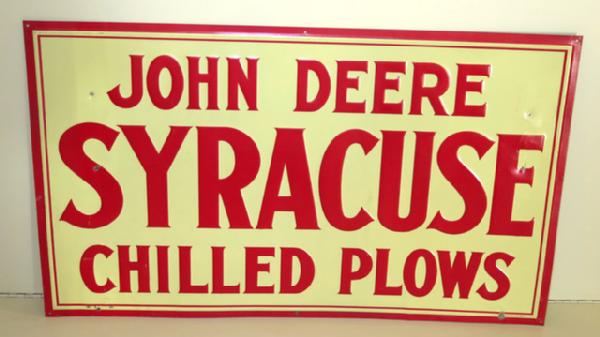 JOHN DEERE
SYRACUSE
CHILLED PLOWS